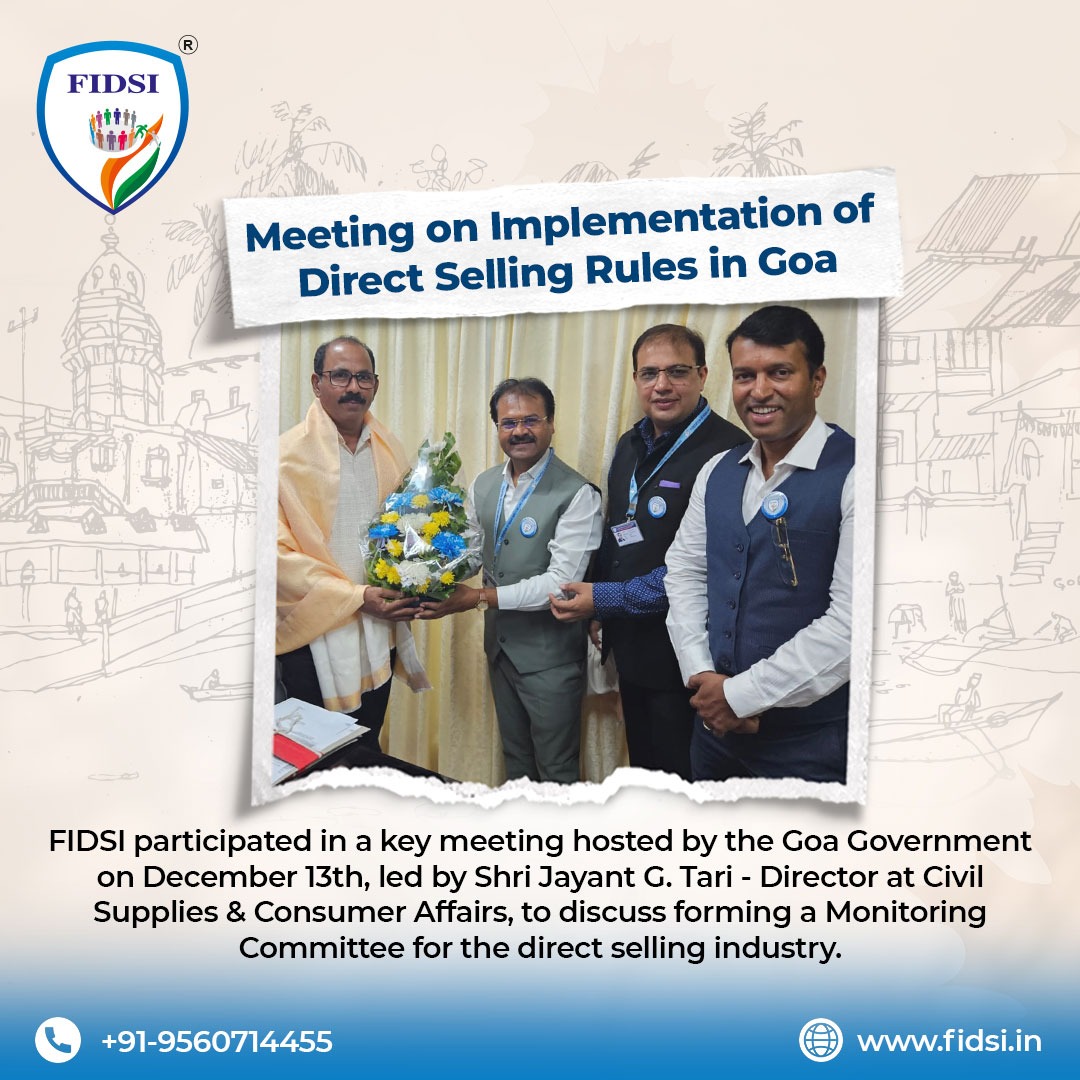 FIDSI
®
Meeting on Implementation of
Direct Selling Rules in Goa
FIDSI participated in a key meeting hosted by the Goa Government
on December 13th, led by Shri Jayant G. Tari - Director at Civil
Supplies & Consumer Affairs, to discuss forming a Monitoring
Committee for the direct selling industry.
+91-9560714455
www.fidsi.in